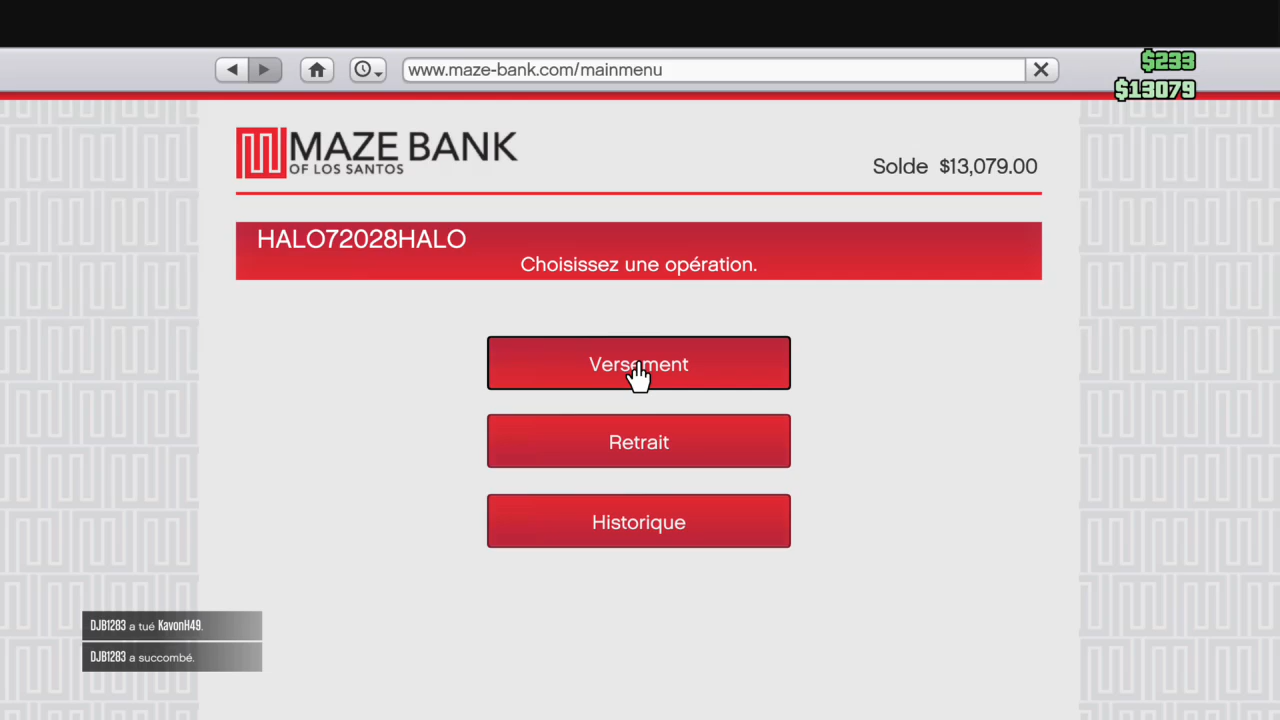 www.maze-bank.com/mainmenu
$233
$13079
MAZE BANK
OF LOS SANTOS
Solde $13,079.00
HALO72028HALO
Choisissez une opération.
Versement
Retrait
Historique
DJB1283 a tué KavonH49.
DJB1283 a succombé.